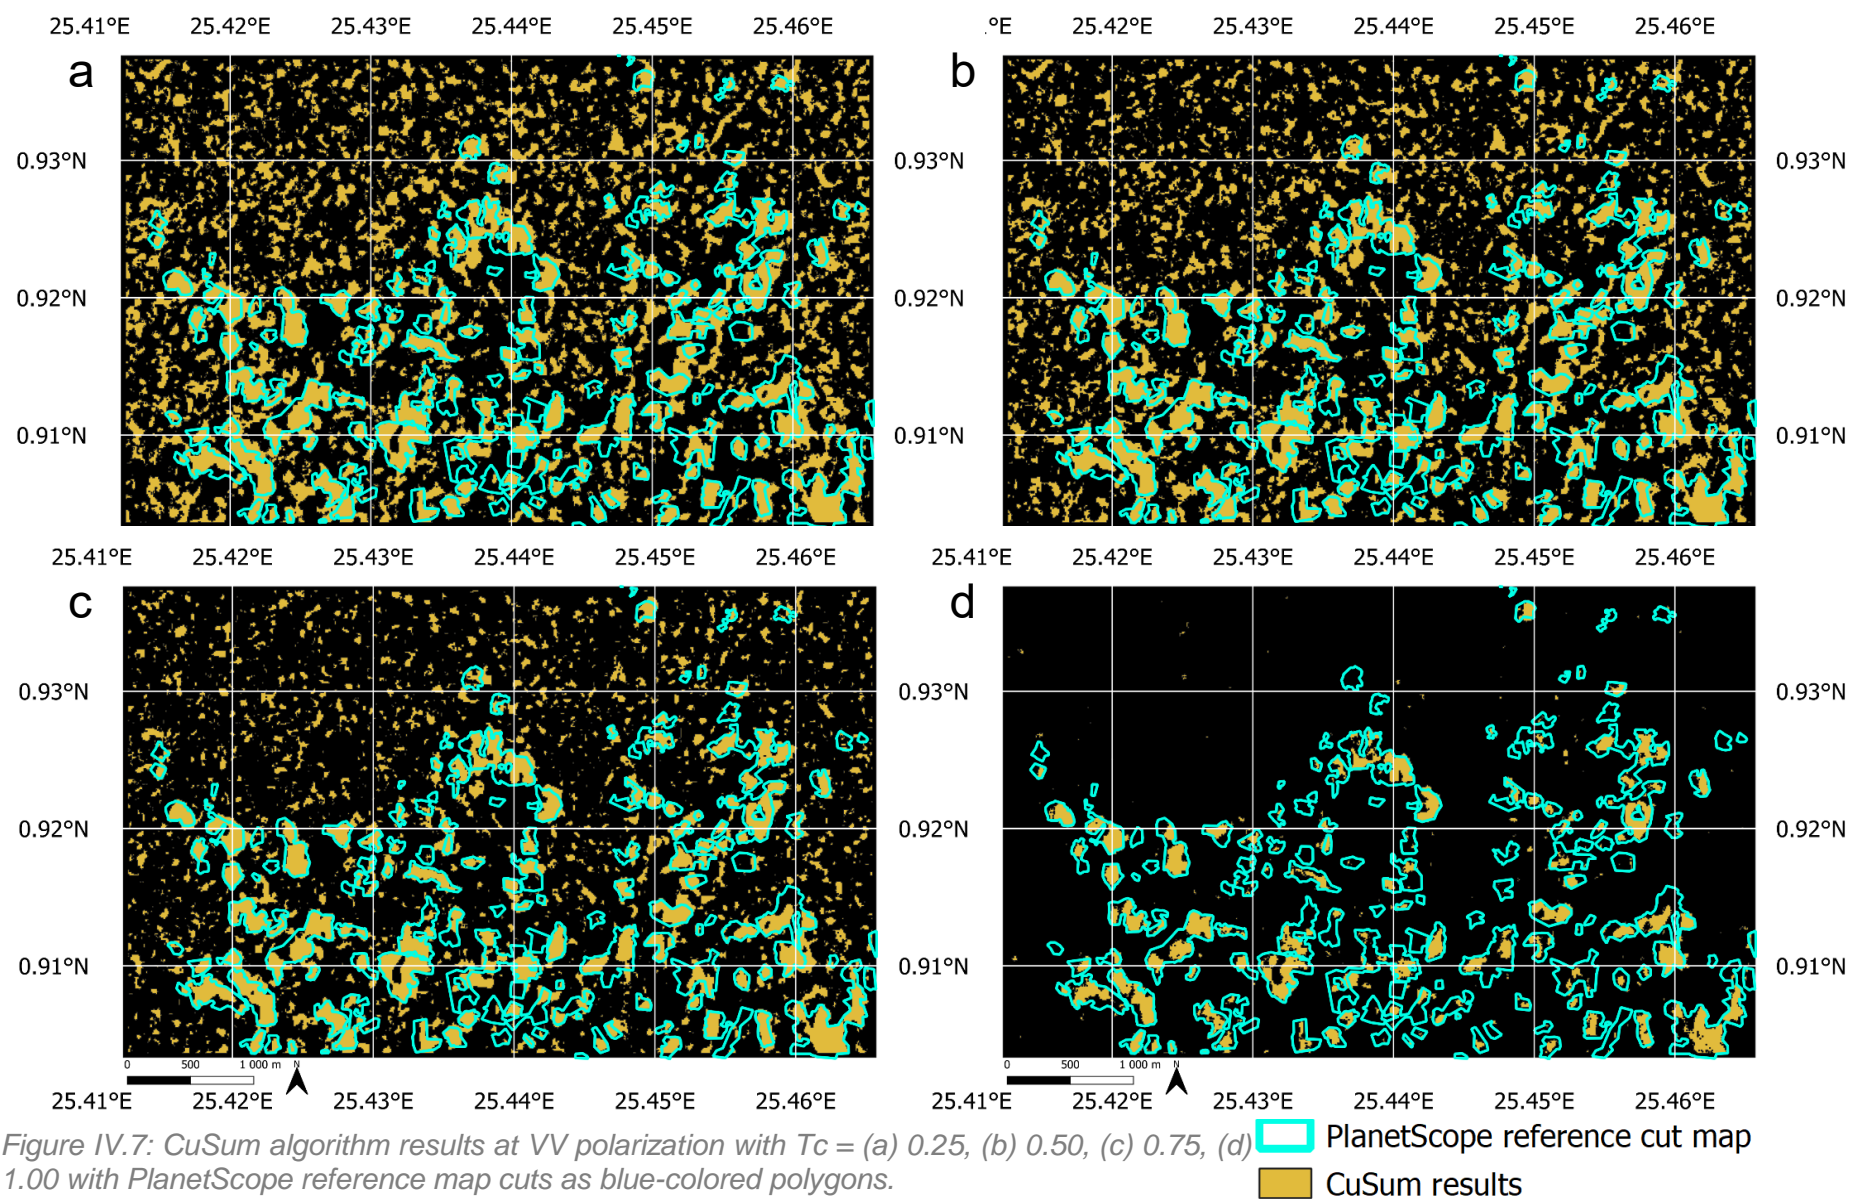 25.41°E 25.42°E 25.43°E 25.44°E 25.45°E 25.46°E
°E 25.42°E 25.43°E 25.44°E 25.45°E 25.46°E
a
b
0.93°N 0.93°N 0.93°N
0.92°N 0.92°N 0.92°N
0.91°N 0.91°N 0.91°N
25.41°E 25.42°E 25.43°E 25.44°E 25.45°E 25.46°E
25.41°E 25.42°E 25.43°E 25.44°E 25.45°E 25.46°E
c
d
0.93°N 0.93°N 0.93°N
0.92°N 0.92°N 0.92°N
0.91°N 0.91°N 0.91°N
0 500 1 000 m N
0 500 1 000 m N
25.41°E 25.42°E 25.43°E 25.44°E 25.45°E 25.46°E
25.41°E 25.42°E 25.43°E 25.44°E 25.45°E 25.46°E
Figure IV.7: CuSum algorithm results at VV polarization with Tc = (a) 0.25, (b) 0.50, (c) 0.75, (d)
1.00 with PlanetScope reference map cuts as blue-colored polygons.
PlanetScope reference cut map
CuSum results